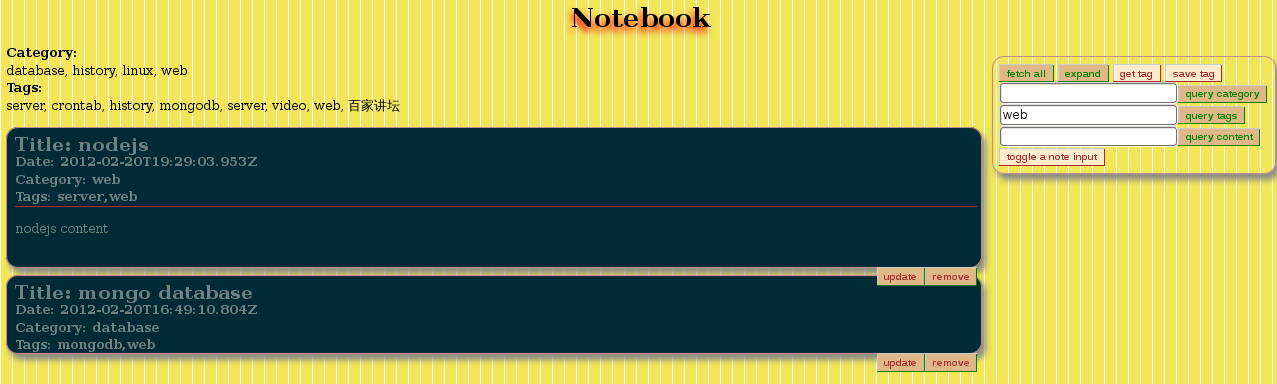 Notebook
Category:
database, history, linux, web
Tags:
server, crontab, history, mongodb, server, video, web, 百家讲坛
fetch all expand get tag save tag
query category
web query tags
query content
toggle a note input
Title: nodejs
Date: 2012-02-20T19:29:03.953Z
Category: web
Tags: server,web
nodejs content
update remove
Title: mongo database
Date: 2012-02-20T16:49:10.804Z
Category: database
Tags: mongodb,web
update remove